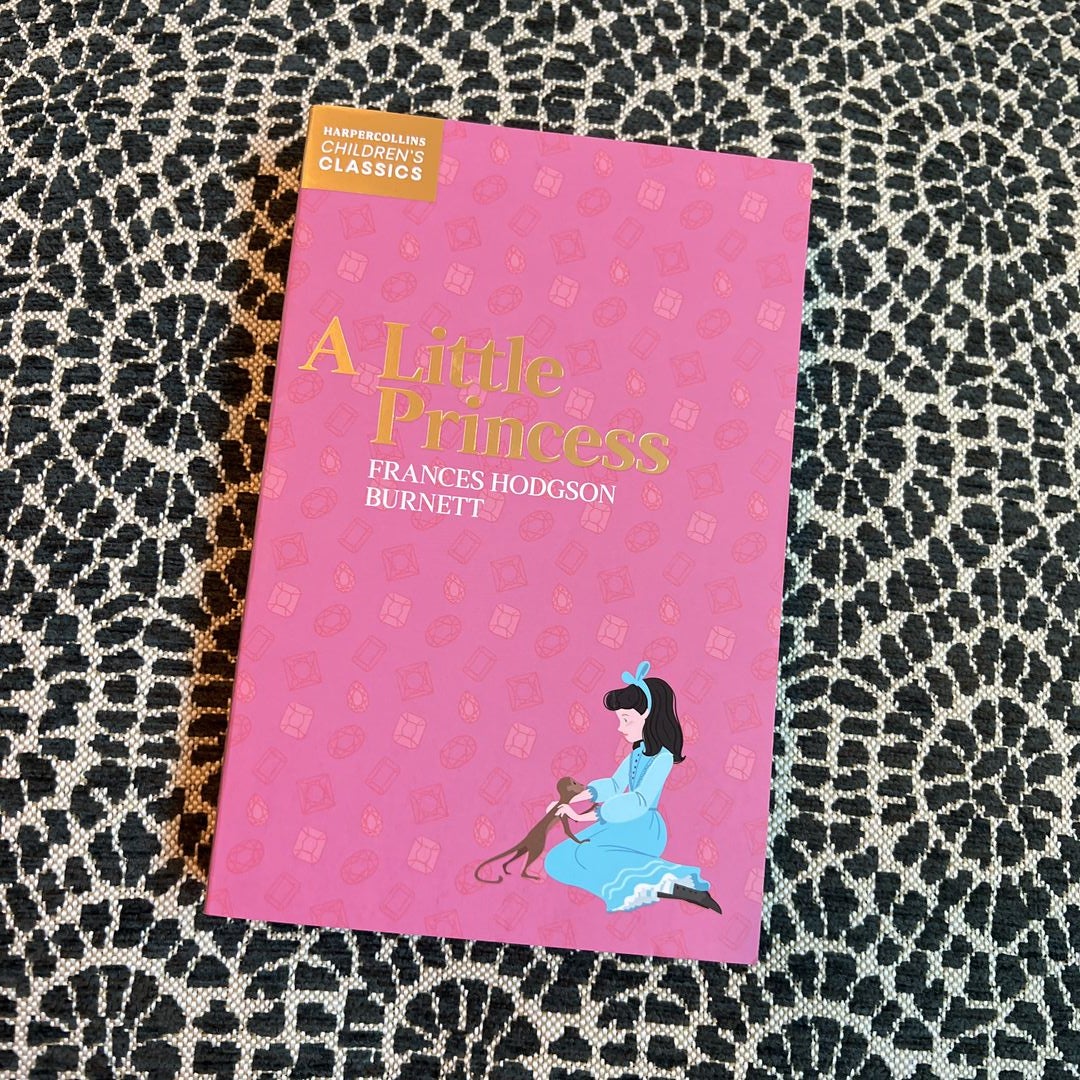 HARPERCOLLINS
CHILDREN'S
CLASSICS
A Little
Princess
FRANCES HODGSON
BURNETT